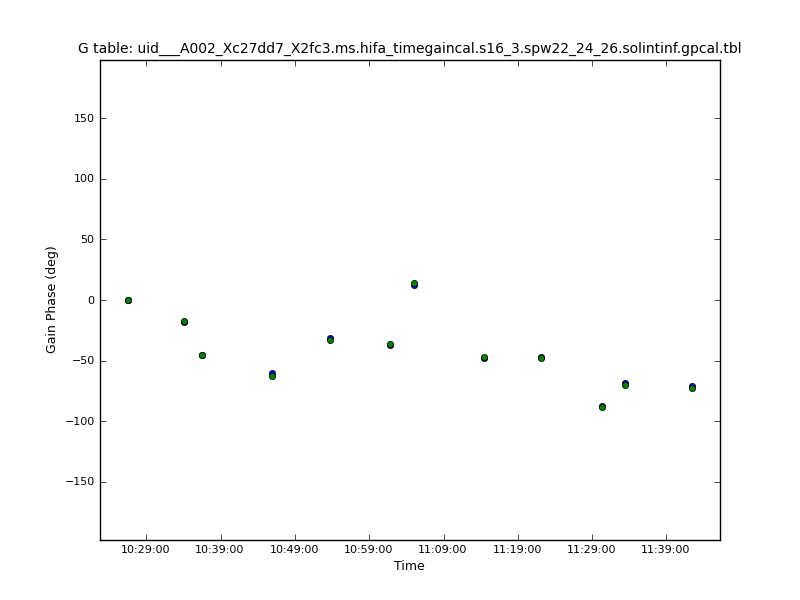 G table: uid___A002_Xc27dd7_X2fc3.ms.hifa_timegaincal.s16_3.spw22_24_26.solintinf.gpcal.tbl
150
100
50
0
−50
−100
−150
Gain Phase (deg)
10:29:00 10:39:00 10:49:00 10:59:00 11:09:00 11:19:00 11:29:00 11:39:00
Time